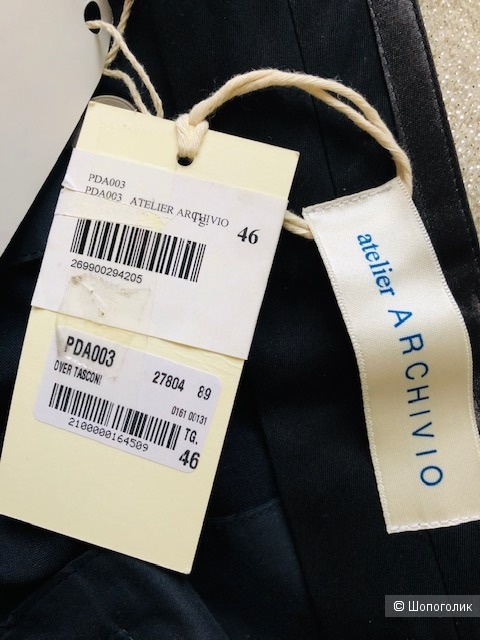 PDA003
PDA003 ATELIER ARCHIVIO
Tg.
46
269900294205
PDA003
OVER TASCONI
27804 89
0161 00131
TG.
46
2100000164509
atelier ARCHIVIO
© Шопоголик